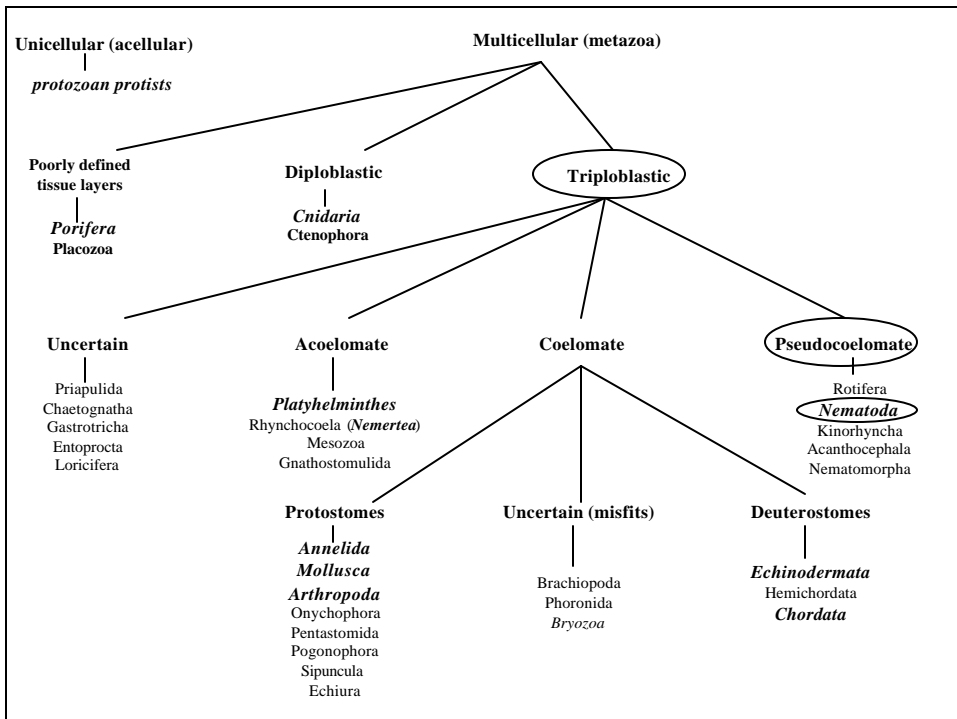 Unicellular (acellular)
protozoan protists
Multicellular (metazoa)
Poorly defined
tissue layers
Porifera
Placozoa
Diploblastic
Cnidaria
Ctenophora
Triploblastic
Uncertain
Priapulida
Chaetognatha
Gastrotricha
Entoprocta
Loricifera
Acoelomate
Platyhelminthes
Rhynchocoela (Nemertea)
Mesozoa
Gnathostomulida
Coelomate
Pseudocoelomate
Rotifera
Nematoda
Kinorhyncha
Acanthocephala
Nematomorpha
Protostomes
Annelida
Mollusca
Arthropoda
Onychophora
Pentastomida
Pogonophora
Sipuncula
Echiura
Uncertain (misfits)
Brachiopoda
Phoronida
Bryozoa
Deuterostomes
Echinodermata
Hemichordata
Chordata